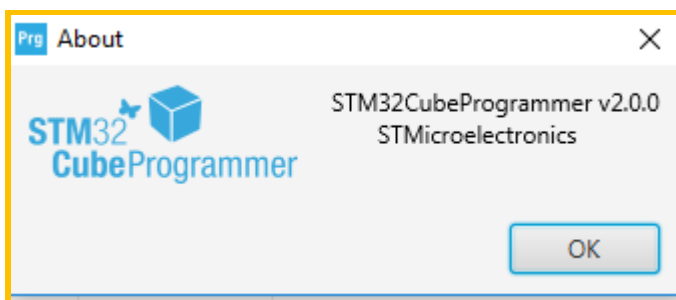 Prg About
STM32
CubeProgrammer
STM32CubeProgrammer v2.0.0
STMicroelectronics
OK